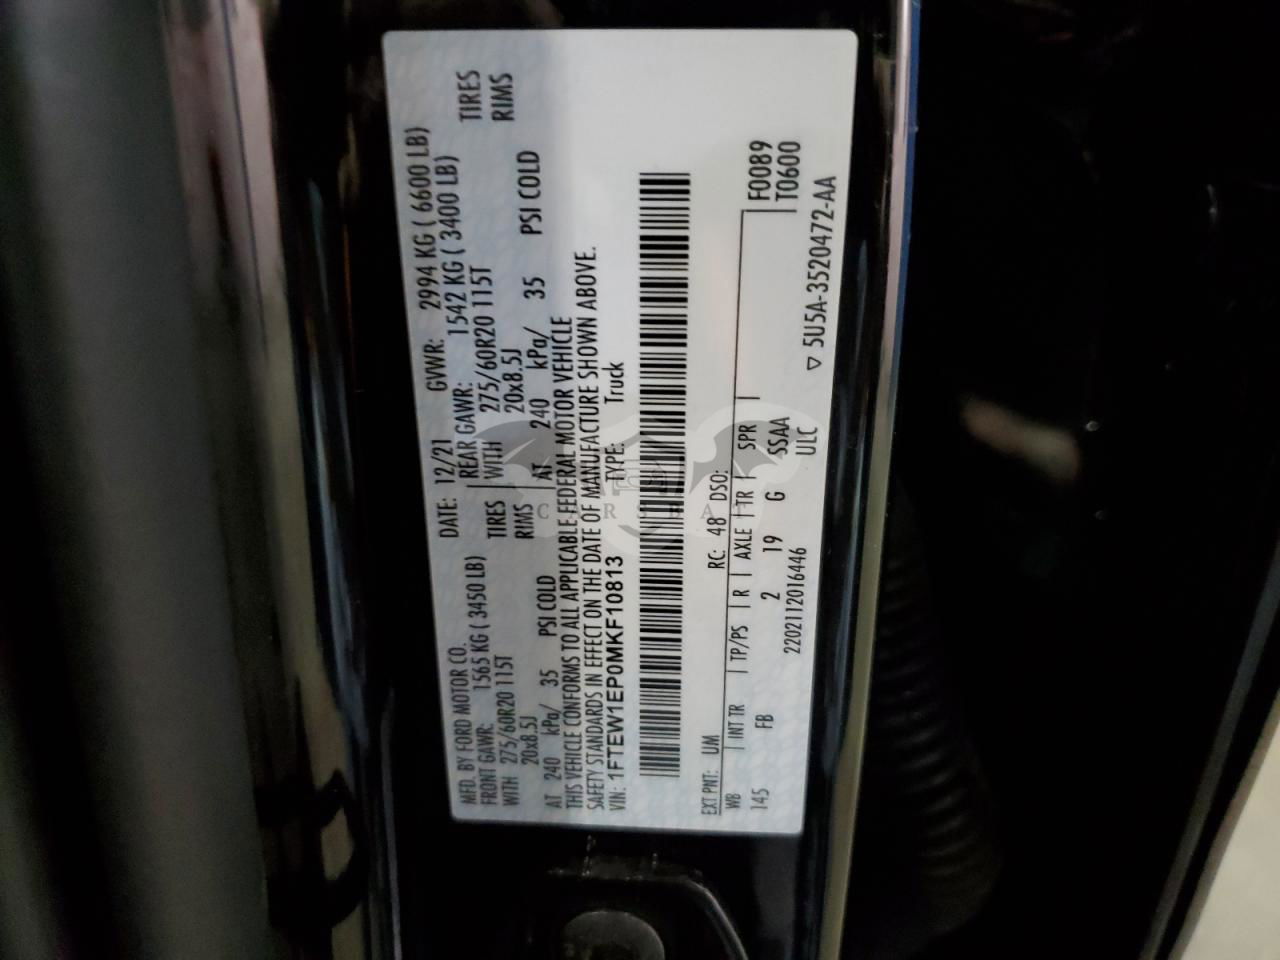 MFD. BY FORD MOTOR CO.
DATE: 12/21 GVWR: 2994 KG ( 6600 LB)
FRONT GAWR: 1565 KG ( 3450 LB) REAR GAWR: 1542 KG ( 3400 LB)
WITH 275/60R20 115T TIRES WITH 275/60R20 115T TIRES
20x8.5J RIMS 20x8.5J RIMS
AT 240 kPa/ 35 PSI COLD AT 240 kPa/ 35 PSI COLD
THIS VEHICLE CONFORMS TO ALL APPLICABLE FEDERAL MOTOR VEHICLE
SAFETY STANDARDS IN EFFECT ON THE DATE OF MANUFACTURE SHOWN ABOVE.
VIN: 1FTEW1EP0MKF10813 TYPE: Truck
EXT PNT: UM RC: 48 DSO:
WB INT TR TP/PS R AXLE TR SPR F0089
145 FB 2 19 G SSAA T0600
2202112016446 ULC
▽ 5U5A-3520472-AA
CARSBAT